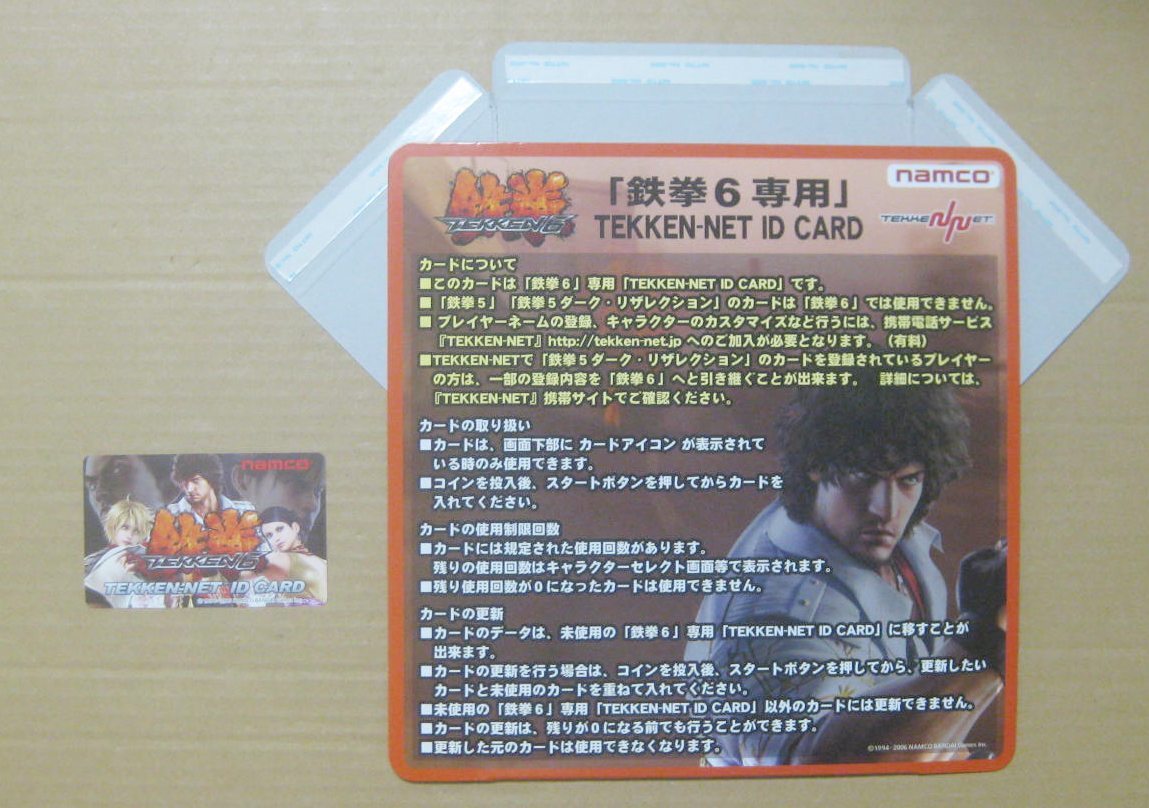 鉄拳
TEKKEN6
「鉄拳6専用」
TEKKEN-NET ID CARD
namco
TEKKEN NET
カードについて
■このカードは「鉄拳6」専用「TEKKEN-NET ID CARD」です。
■「鉄拳5」「鉄拳5ダーク・リザレクション」のカードは「鉄拳6」では使用できません。
■ プレイヤーネームの登録、キャラクターのカスタマイズなど行うには、携帯電話サービス
『TEKKEN-NET』http://tekken-net.jp へのご加入が必要となります。（有料）
■TEKKEN-NETで「鉄拳5ダーク・リザレクション」のカードを登録されているプレイヤー
の方は、一部の登録内容を「鉄拳6」へと引き継ぐことが出来ます。 詳細については、
『TEKKEN-NET』携帯サイトでご確認ください。
カードの取り扱い
■カードは、画面下部に カードアイコン が表示されて
いる時のみ使用できます。
■コインを投入後、スタートボタンを押してからカードを
入れてください。
カードの使用制限回数
■カードには規定された使用回数があります。
残りの使用回数はキャラクターセレクト画面等で表示されます。
■残り使用回数が0になったカードは使用できません。
カードの更新
■カードのデータは、未使用の「鉄拳6」専用「TEKKEN-NET ID CARD」に移すことが
出来ます。
■カードの更新を行う場合は、コインを投入後、スタートボタンを押してから、更新したい
カードと未使用のカードを重ねて入れてください。
■未使用の「鉄拳6」専用「TEKKEN-NET ID CARD」以外のカードには更新できません。
■カードの更新は、残りが0になる前でも行うことができます。
■更新した元のカードは使用できなくなります。
©1994-2006 NAMCO BANDAI Games Inc.
namco
鉄拳
TEKKEN6
TEKKEN-NET ID CARD